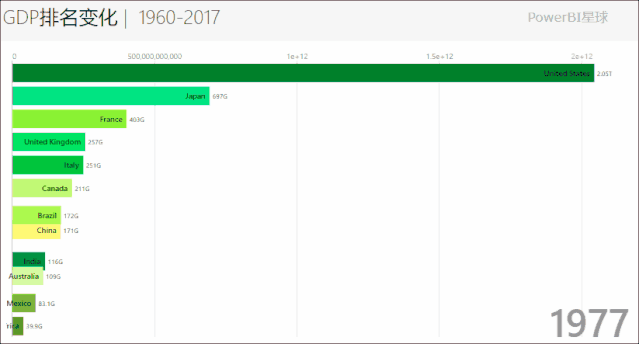 GDP排名变化 | 1960-2017
PowerBI星球
0 500,000,000,000 1e+12 1.5e+12 2e+12
United States 2.05T
Japan 697G
France 403G
United Kingdom 257G
Italy 251G
Canada 211G
Brazil 172G
China 171G
India 116G
Australia 109G
Mexico 83.1G
rica 39.9G
1977